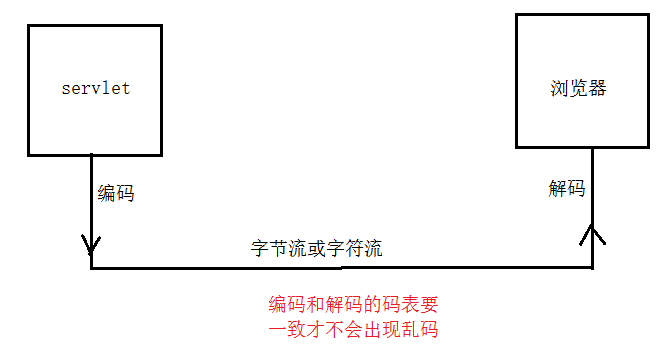 servlet
浏览器
编码
解码
字节流或字符流
编码和解码的码表要
一致才不会出现乱码